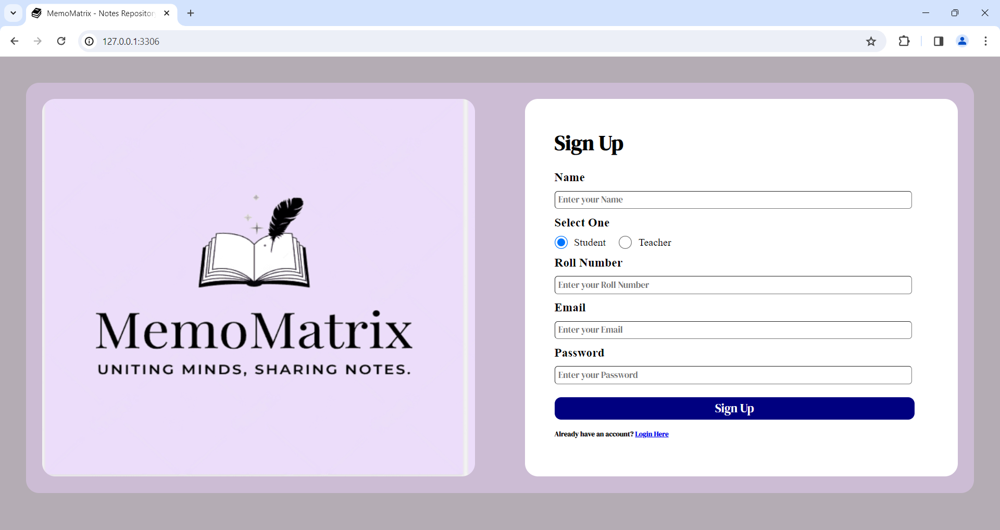 MemoMatrix - Notes Repository
127.0.0.1:3306
MemoMatrix
UNITING MINDS, SHARING NOTES.
Sign Up
Name
Enter your Name
Select One
Student Teacher
Roll Number
Enter your Roll Number
Email
Enter your Email
Password
Enter your Password
Sign Up
Already have an account? Login Here